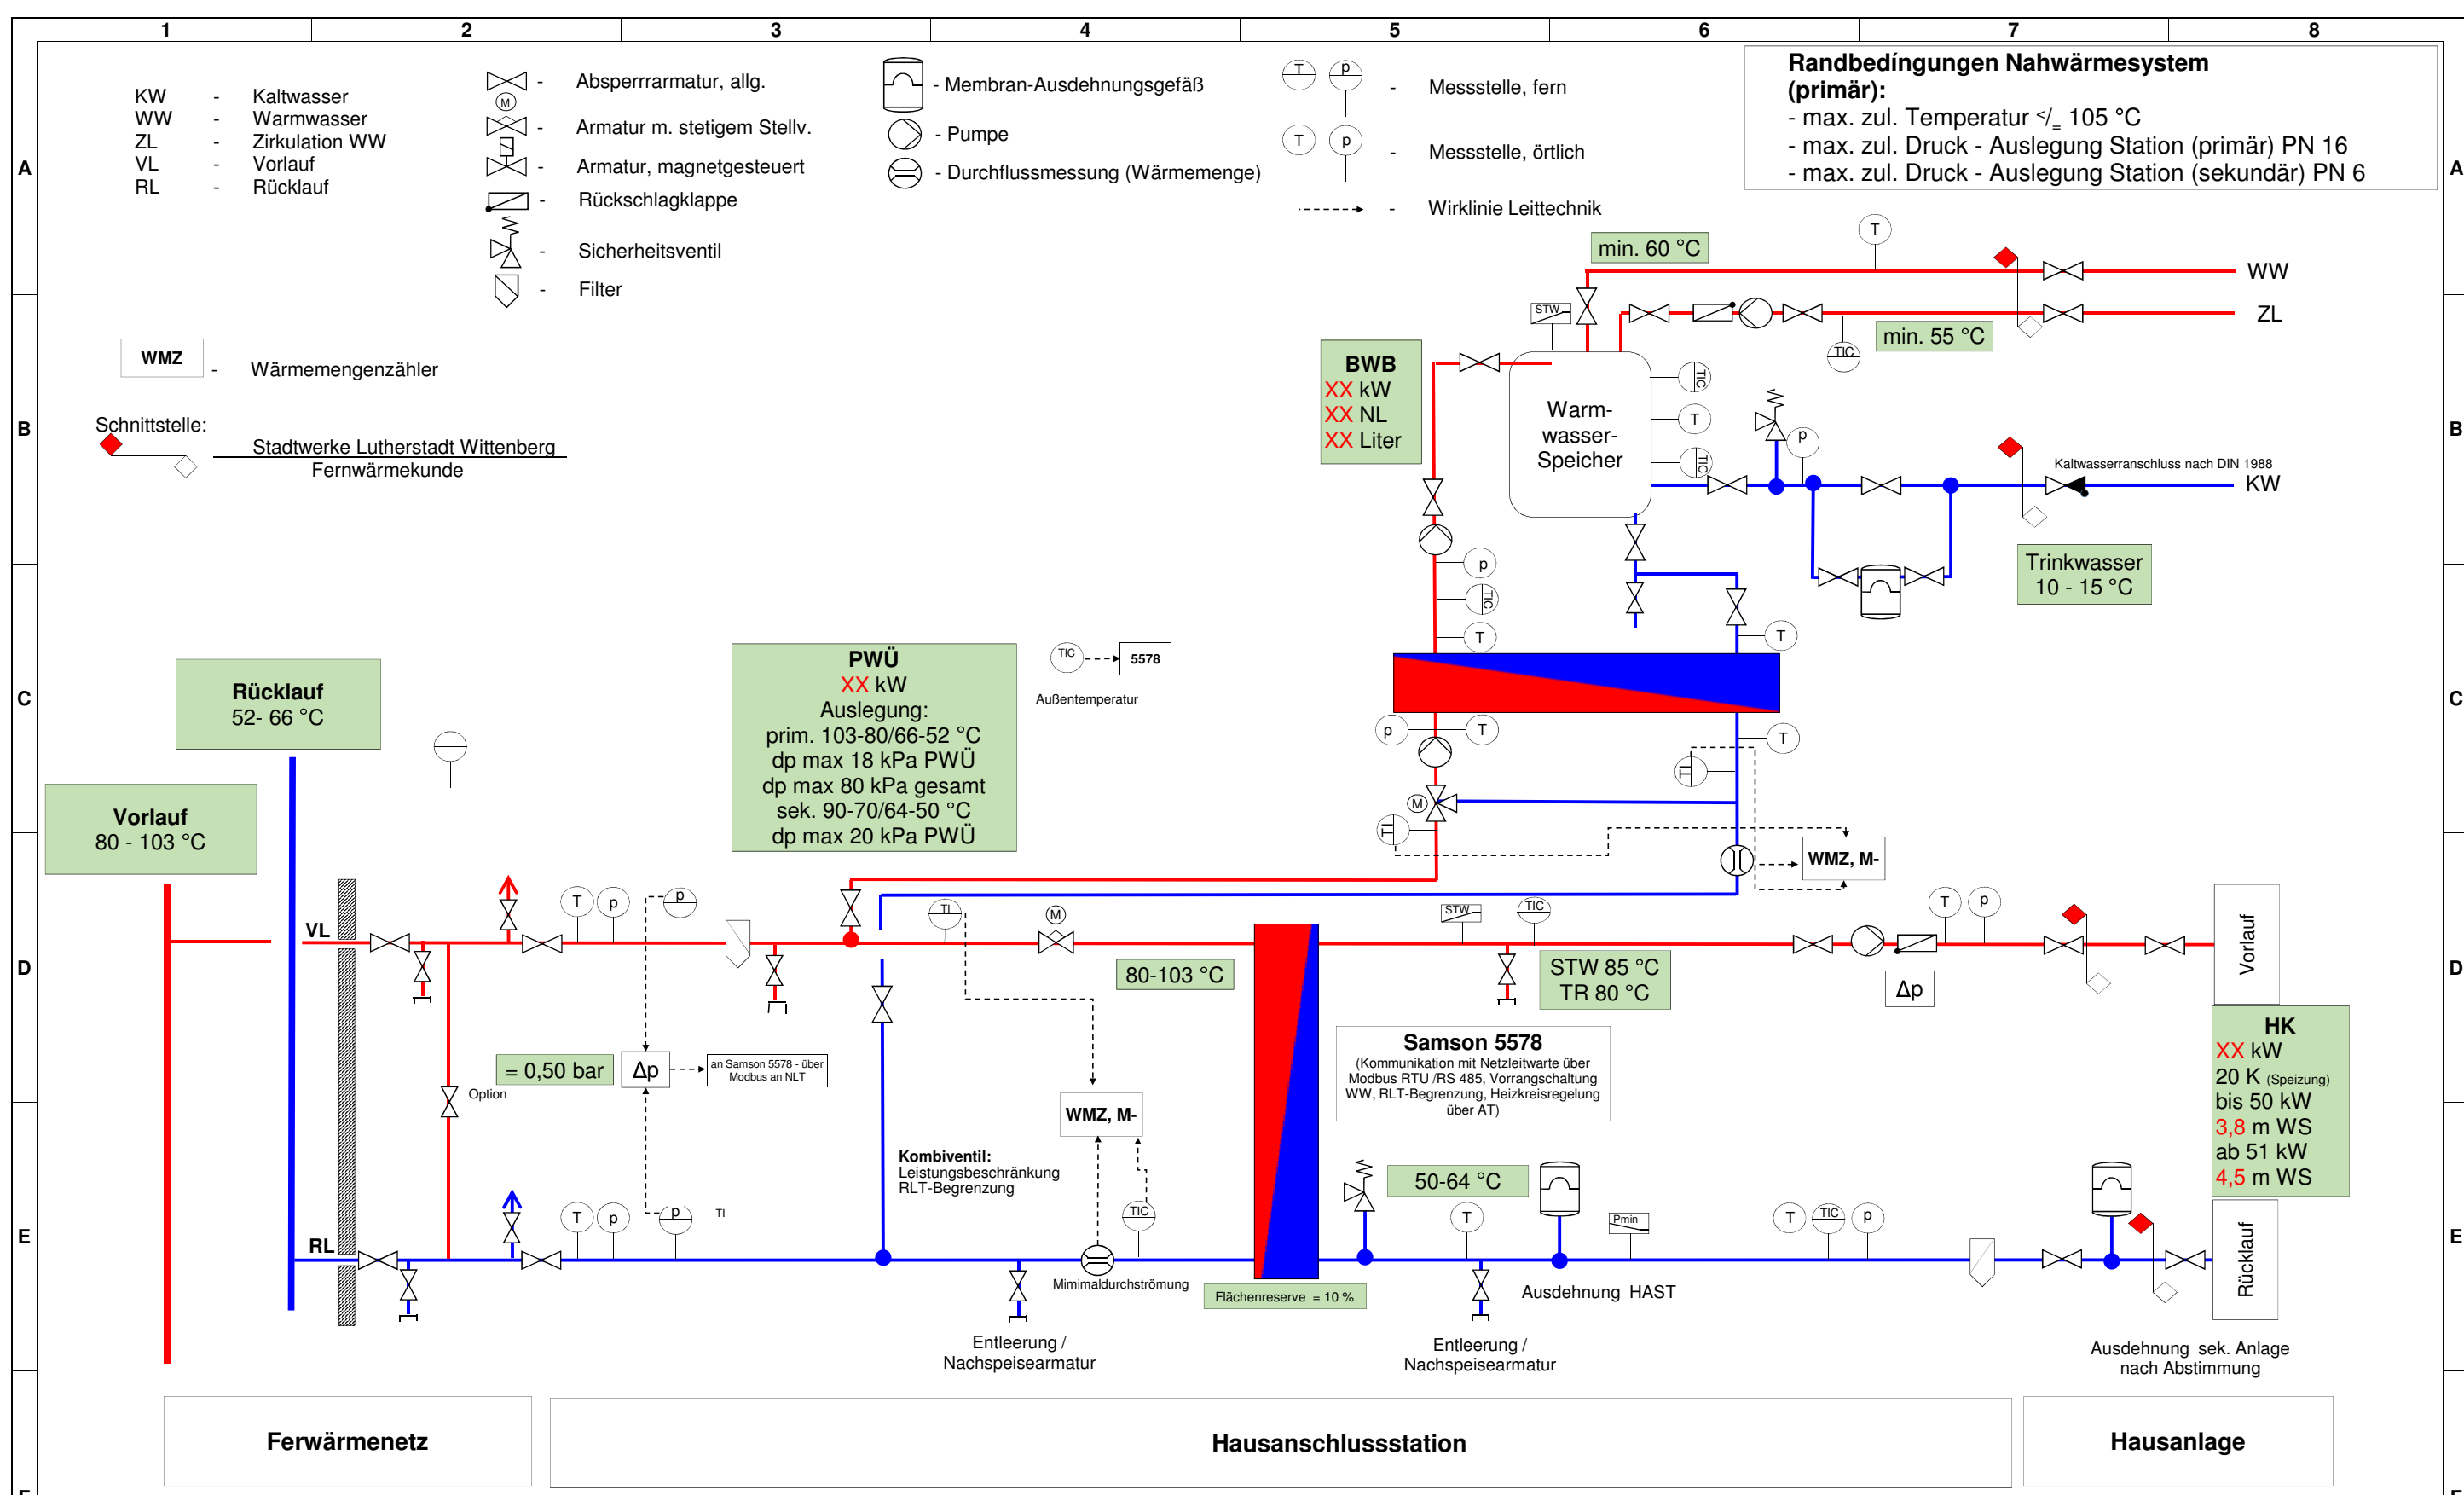 1 2 3 4 5 6 7 8
A
A
KW - Kaltwasser
WW - Warmwasser
ZL - Zirkulation WW
VL - Vorlauf
RL - Rücklauf
- Absperrrarmatur, allg.
M
- Armatur m. stetigem Stellv.
- Armatur, magnetgesteuert
- Rückschlagklappe
- Sicherheitsventil
- Filter
- Membran-Ausdehnungsgefäß
- Pumpe
- Durchflussmessung (Wärmemenge)
T p - Messstelle, fern
T p - Messstelle, örtlich
- Wirklinie Leittechnik
Randbedíngungen Nahwärmesystem
(primär):
- max. zul. Temperatur </= 105 °C
- max. zul. Druck - Auslegung Station (primär) PN 16
- max. zul. Druck - Auslegung Station (sekundär) PN 6
min. 60 °C
T
WW
STW
ZL
min. 55 °C
TIC
B
B
WMZ - Wärmemengenzähler
Schnittstelle:
Stadtwerke Lutherstadt Wittenberg
Fernwärmekunde
BWB
XX kW
XX NL
XX Liter
Warm-
wasser-
Speicher
TIC
T
TIC
p
Kaltwasseranschluss nach DIN 1988
KW
Trinkwasser
10 - 15 °C
p
TIC
T
T
C
C
Rücklauf
52- 66 °C
Vorlauf
80 - 103 °C
PWÜ
XX kW
Auslegung:
prim. 103-80/66-52 °C
dp max 18 kPa PWÜ
dp max 80 kPa gesamt
sek. 90-70/64-50 °C
dp max 20 kPa PWÜ
TIC 5578
Außentemperatur
p T
T
TI
M
TI
WMZ, M-
D
D
VL
T p p
TI
M
80-103 °C
STW
TIC
STW 85 °C
TR 80 °C
T p
Δp
Vorlauf
= 0,50 bar
Δp
an Samson 5578 - über
Modbus an NLT
Option
WMZ, M-
Samson 5578
(Kommunikation mit Netzleitwarte über
Modbus RTU /RS 485, Vorrangschaltung
WW, RLT-Begrenzung, Heizkreisregelung
über AT)
HK
XX kW
20 K (Speizung)
bis 50 kW
3,8 m WS
ab 51 kW
4,5 m WS
E
E
Kombiventil:
Leistungsbeschränkung
RLT-Begrenzung
RL
T p p TI
TIC
Mimimaldurchströmung
Flächenreserve = 10 %
50-64 °C
T
Pmin
T TIC p
Rücklauf
Ausdehnung HAST
Entleerung /
Nachspeisearmatur
Entleerung /
Nachspeisearmatur
Ausdehnung sek. Anlage
nach Abstimmung
Ferwärmenetz
Hausanschlussstation
Hausanlage